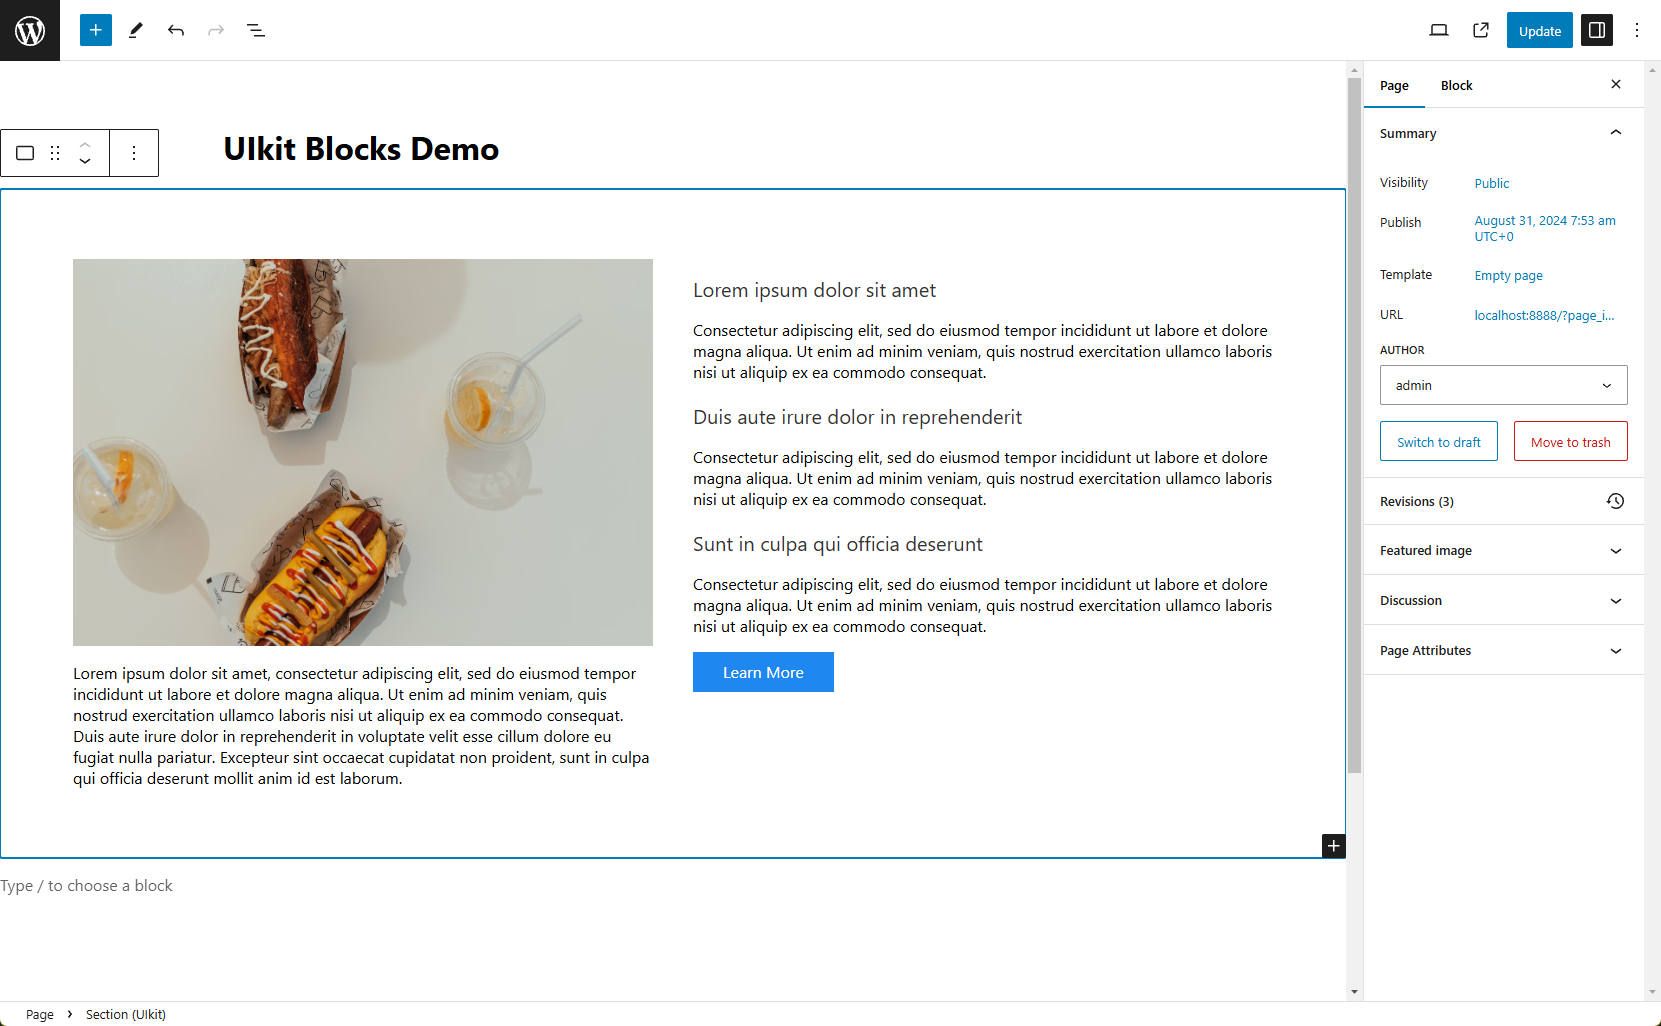 Update
Page
Block
Summary
Visibility
Public
Publish
August 31, 2024 7:53 am
UTC+0
Template
Empty page
URL
localhost:8888/?page_i...
AUTHOR
admin
Switch to draft
Move to trash
Revisions (3)
Featured image
Discussion
Page Attributes
UIkit Blocks Demo
Lorem ipsum dolor sit amet, consectetur adipiscing elit, sed do eiusmod tempor
incididunt ut labore et dolore magna aliqua. Ut enim ad minim veniam, quis
nostrud exercitation ullamco laboris nisi ut aliquip ex ea commodo consequat.
Duis aute irure dolor in reprehenderit in voluptate velit esse cillum dolore eu
fugiat nulla pariatur. Excepteur sint occaecat cupidatat non proident, sunt in culpa
qui officia deserunt mollit anim id est laborum.
Lorem ipsum dolor sit amet
Consectetur adipiscing elit, sed do eiusmod tempor incididunt ut labore et dolore
magna aliqua. Ut enim ad minim veniam, quis nostrud exercitation ullamco laboris
nisi ut aliquip ex ea commodo consequat.
Duis aute irure dolor in reprehenderit
Consectetur adipiscing elit, sed do eiusmod tempor incididunt ut labore et dolore
magna aliqua. Ut enim ad minim veniam, quis nostrud exercitation ullamco laboris
nisi ut aliquip ex ea commodo consequat.
Sunt in culpa qui officia deserunt
Consectetur adipiscing elit, sed do eiusmod tempor incididunt ut labore et dolore
magna aliqua. Ut enim ad minim veniam, quis nostrud exercitation ullamco laboris
nisi ut aliquip ex ea commodo consequat.
Learn More
Type / to choose a block
Page › Section (UIkit)